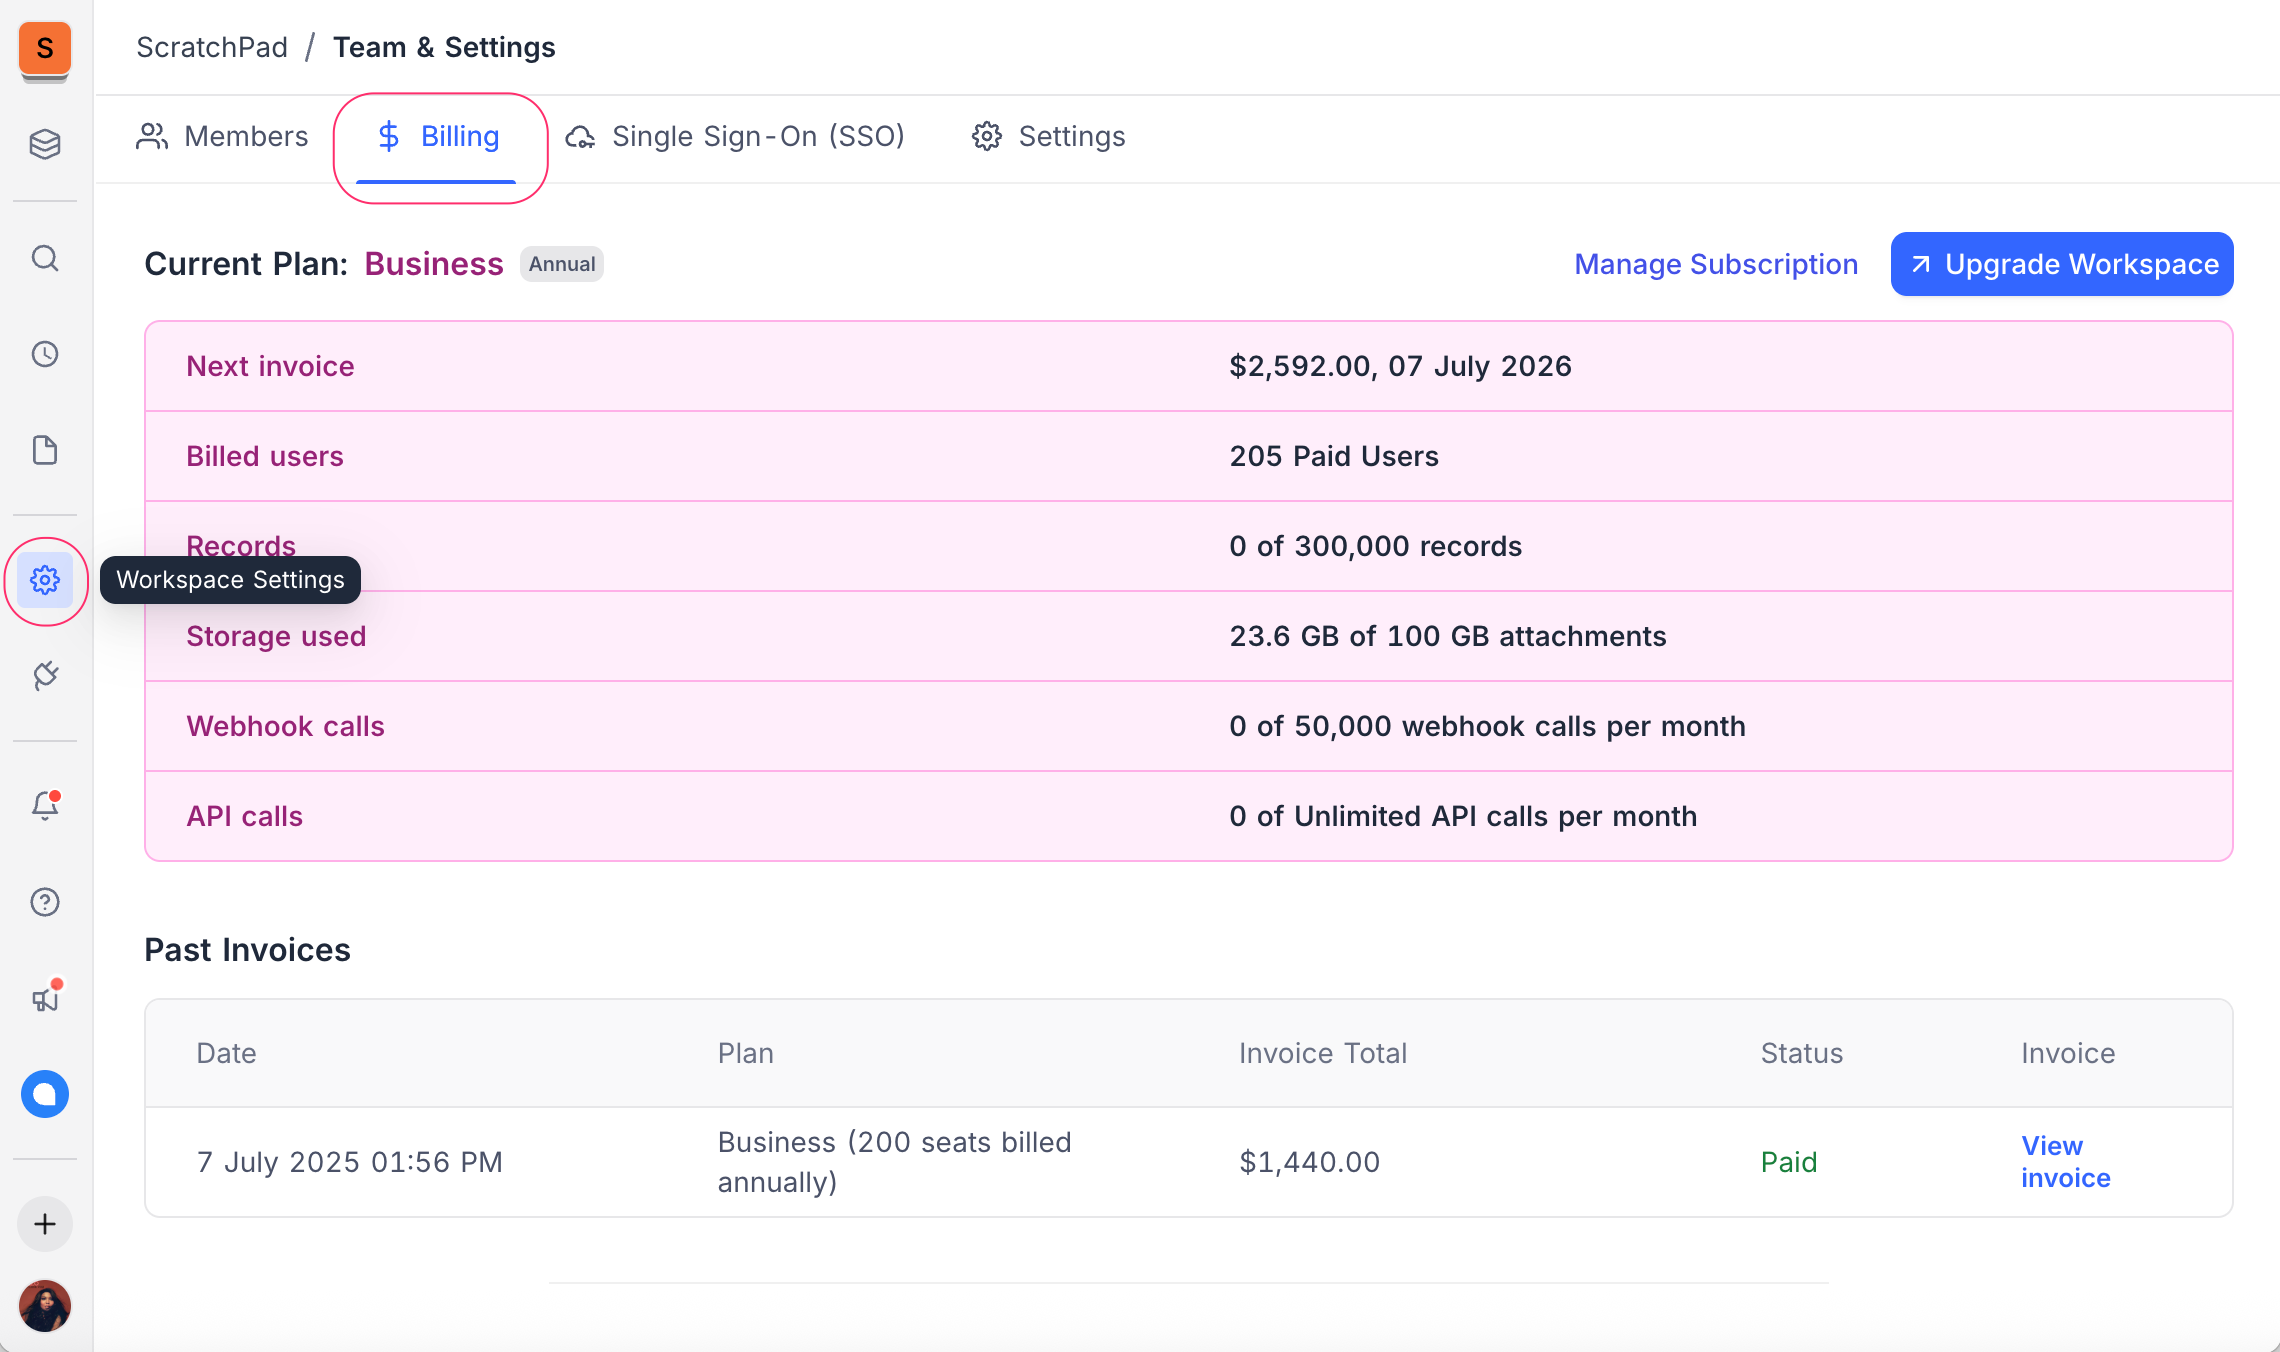 S
ScratchPad / Team & Settings
Members
$ Billing
Single Sign-On (SSO)
Settings
Current Plan: Business Annual
Manage Subscription
Upgrade Workspace
Next invoice $2,592.00, 07 July 2026
Billed users 205 Paid Users
Records 0 of 300,000 records
Workspace Settings
Storage used 23.6 GB of 100 GB attachments
Webhook calls 0 of 50,000 webhook calls per month
API calls 0 of Unlimited API calls per month
Past Invoices
Date Plan Invoice Total Status Invoice
7 July 2025 01:56 PM
Business (200 seats billed
annually)
$1,440.00
Paid
View
invoice